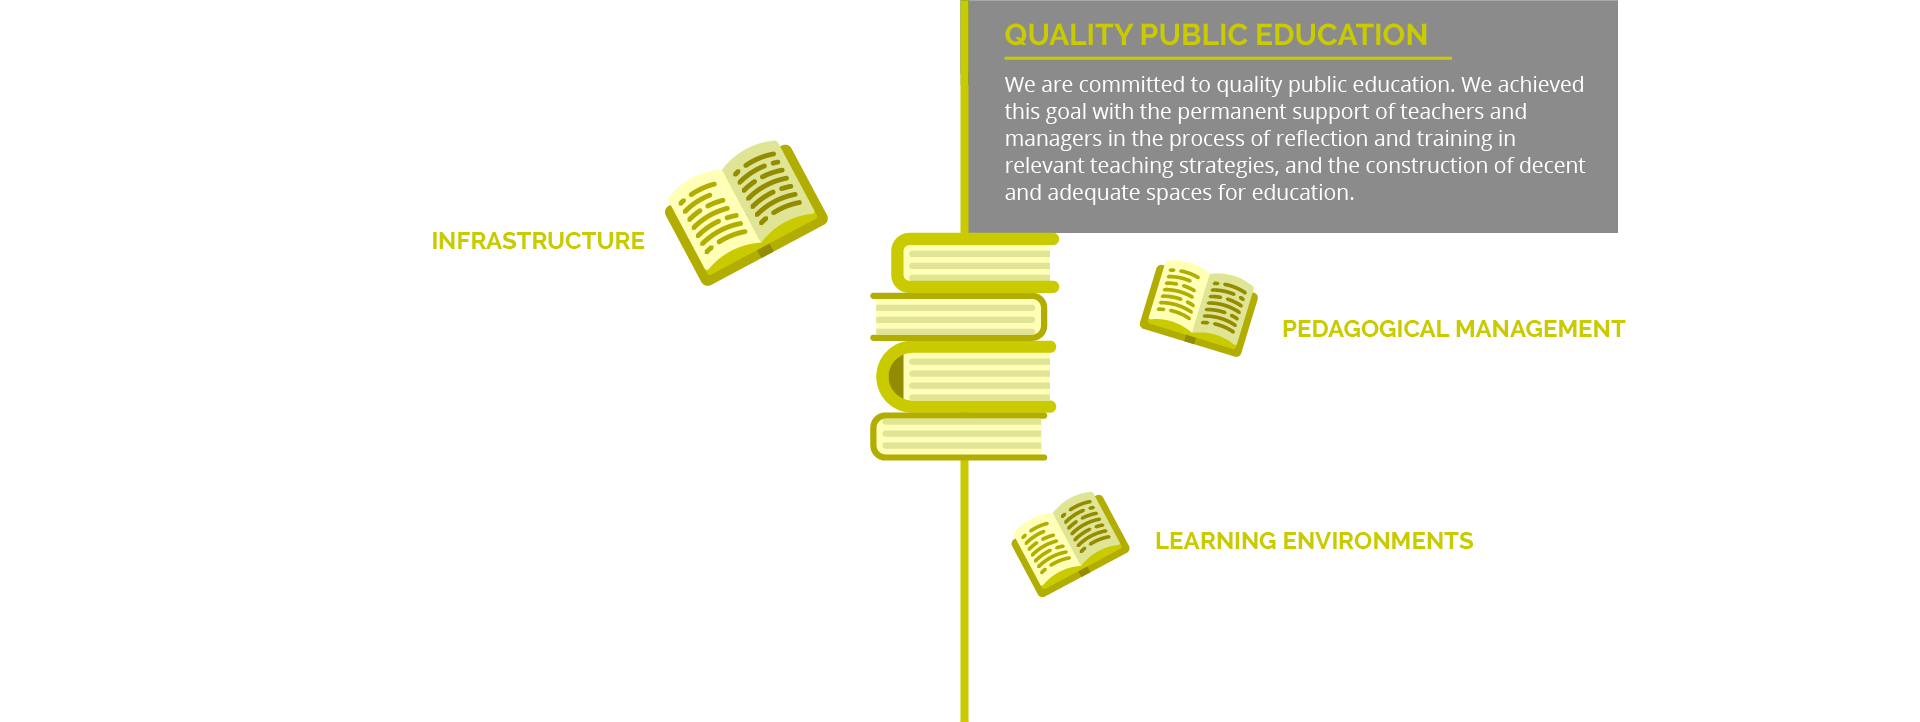 QUALITY PUBLIC EDUCATION
We are committed to quality public education. We achieved
this goal with the permanent support of teachers and
managers in the process of reflection and training in
relevant teaching strategies, and the construction of decent
and adequate spaces for education.
INFRASTRUCTURE
PEDAGOGICAL MANAGEMENT
LEARNING ENVIRONMENTS